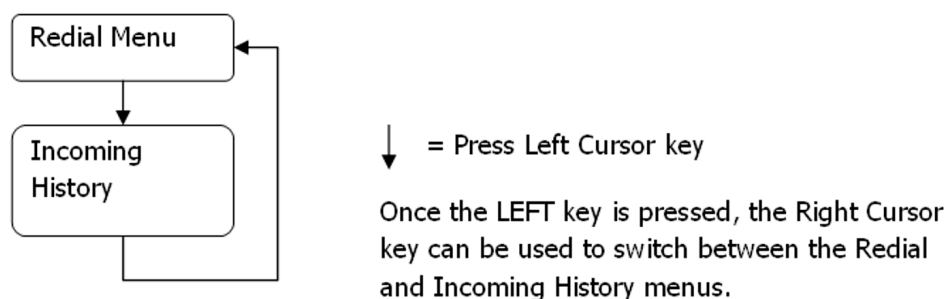 Redial Menu
Incoming
History
= Press Left Cursor key
Once the LEFT key is pressed, the Right Cursor
key can be used to switch between the Redial
and Incoming History menus.